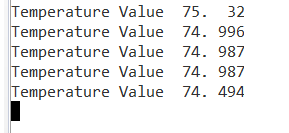 Temperature Value  75.  32
Temperature Value  74. 996
Temperature Value  74. 987
Temperature Value  74. 987
Temperature Value  74. 494